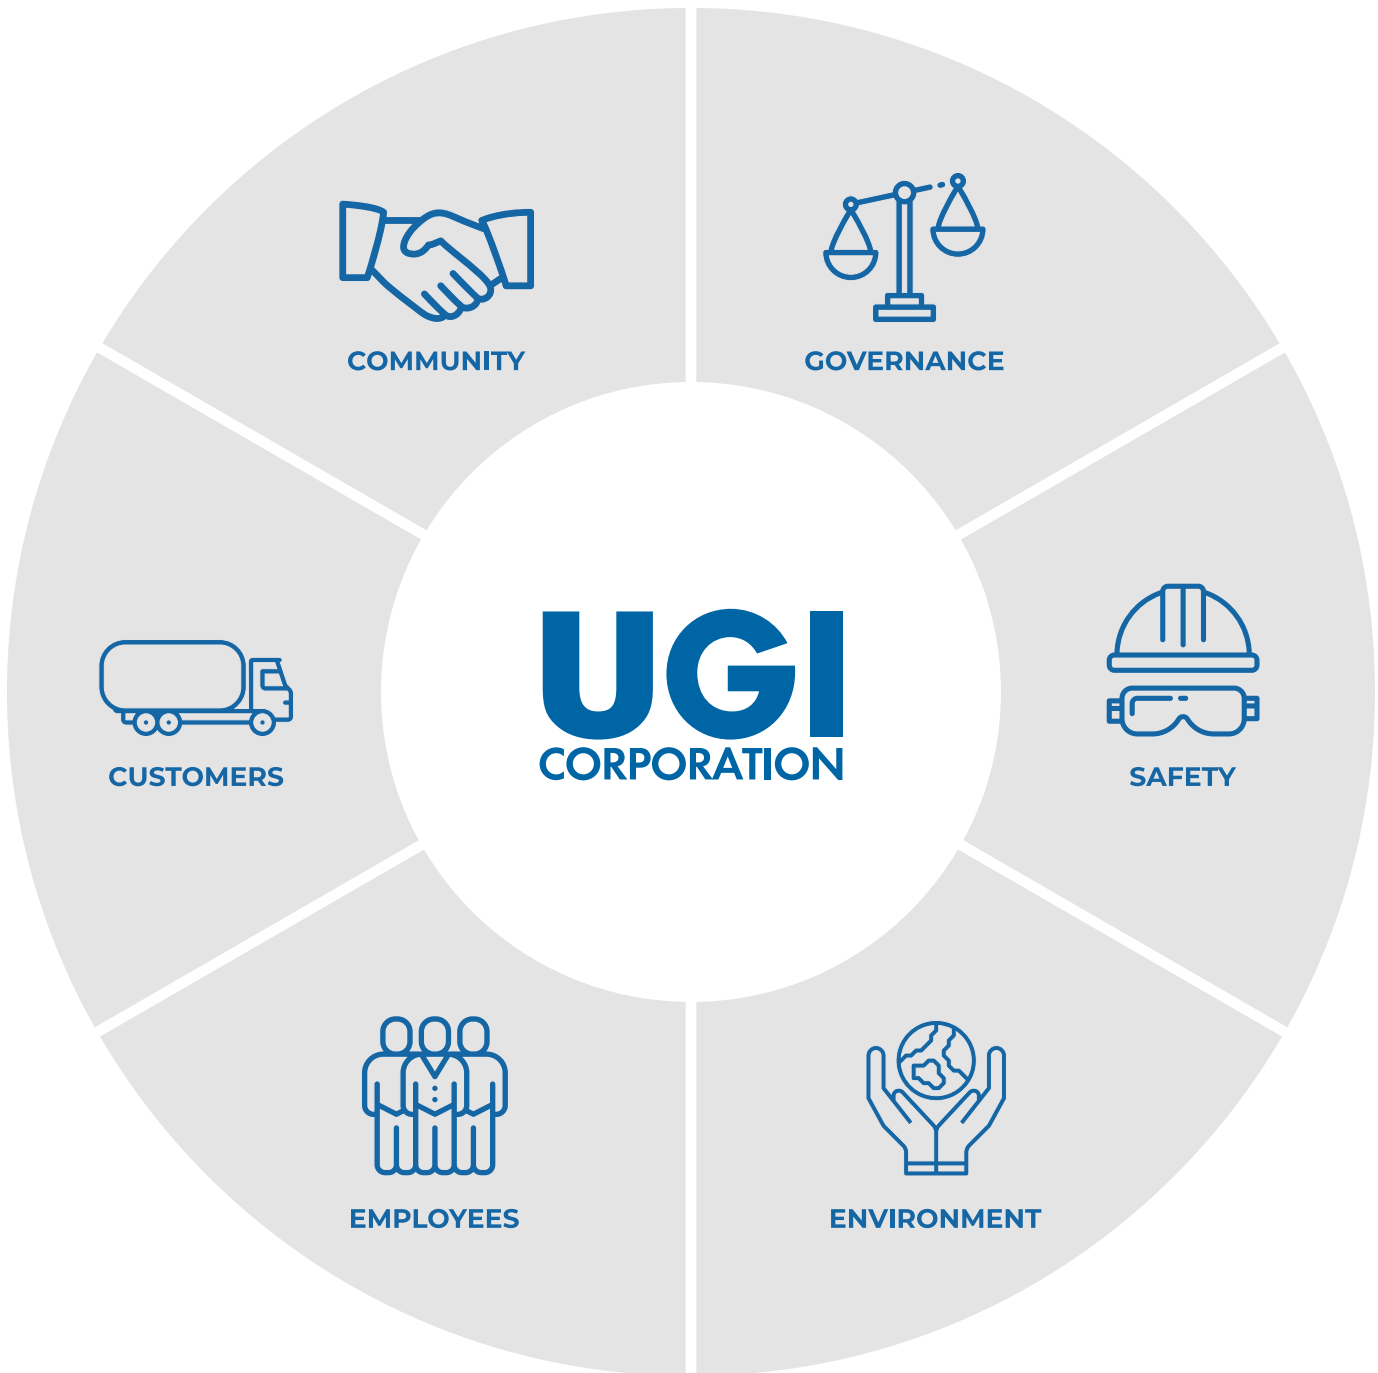 COMMUNITY
GOVERNANCE
UGI
CORPORATION
CUSTOMERS
SAFETY
EMPLOYEES
ENVIRONMENT